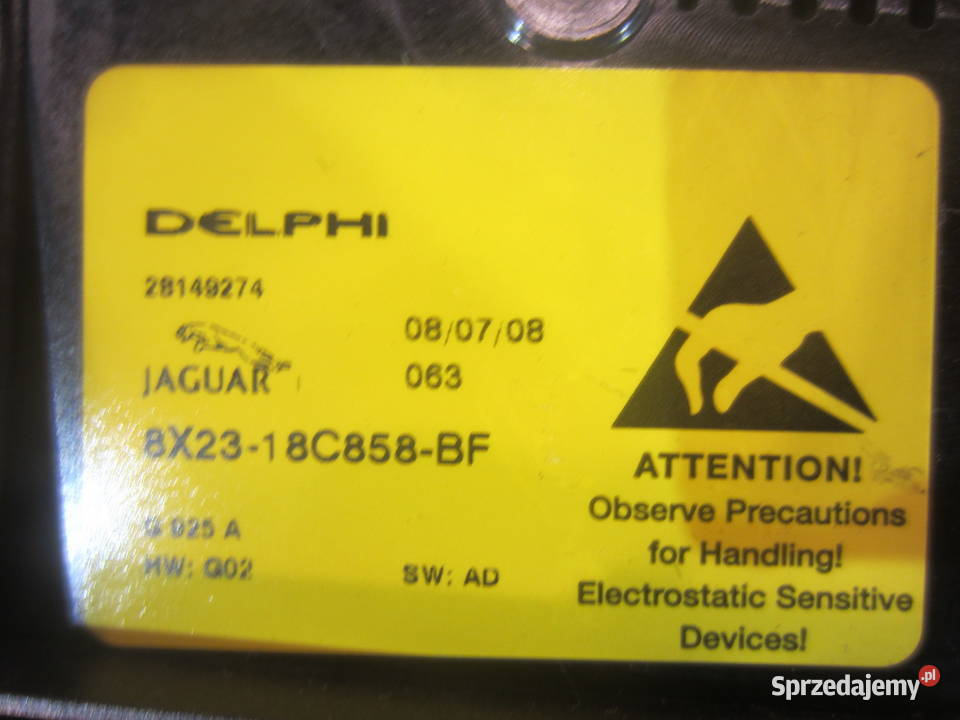 DELPHI
28149274
JAGUAR
08/07/08
063
8X23-18C858-BF
925 A
HW: G02
SW: AD
ATTENTION!
Observe Precautions
for Handling!
Electrostatic Sensitive
Devices!
Sprzedajemy.pl